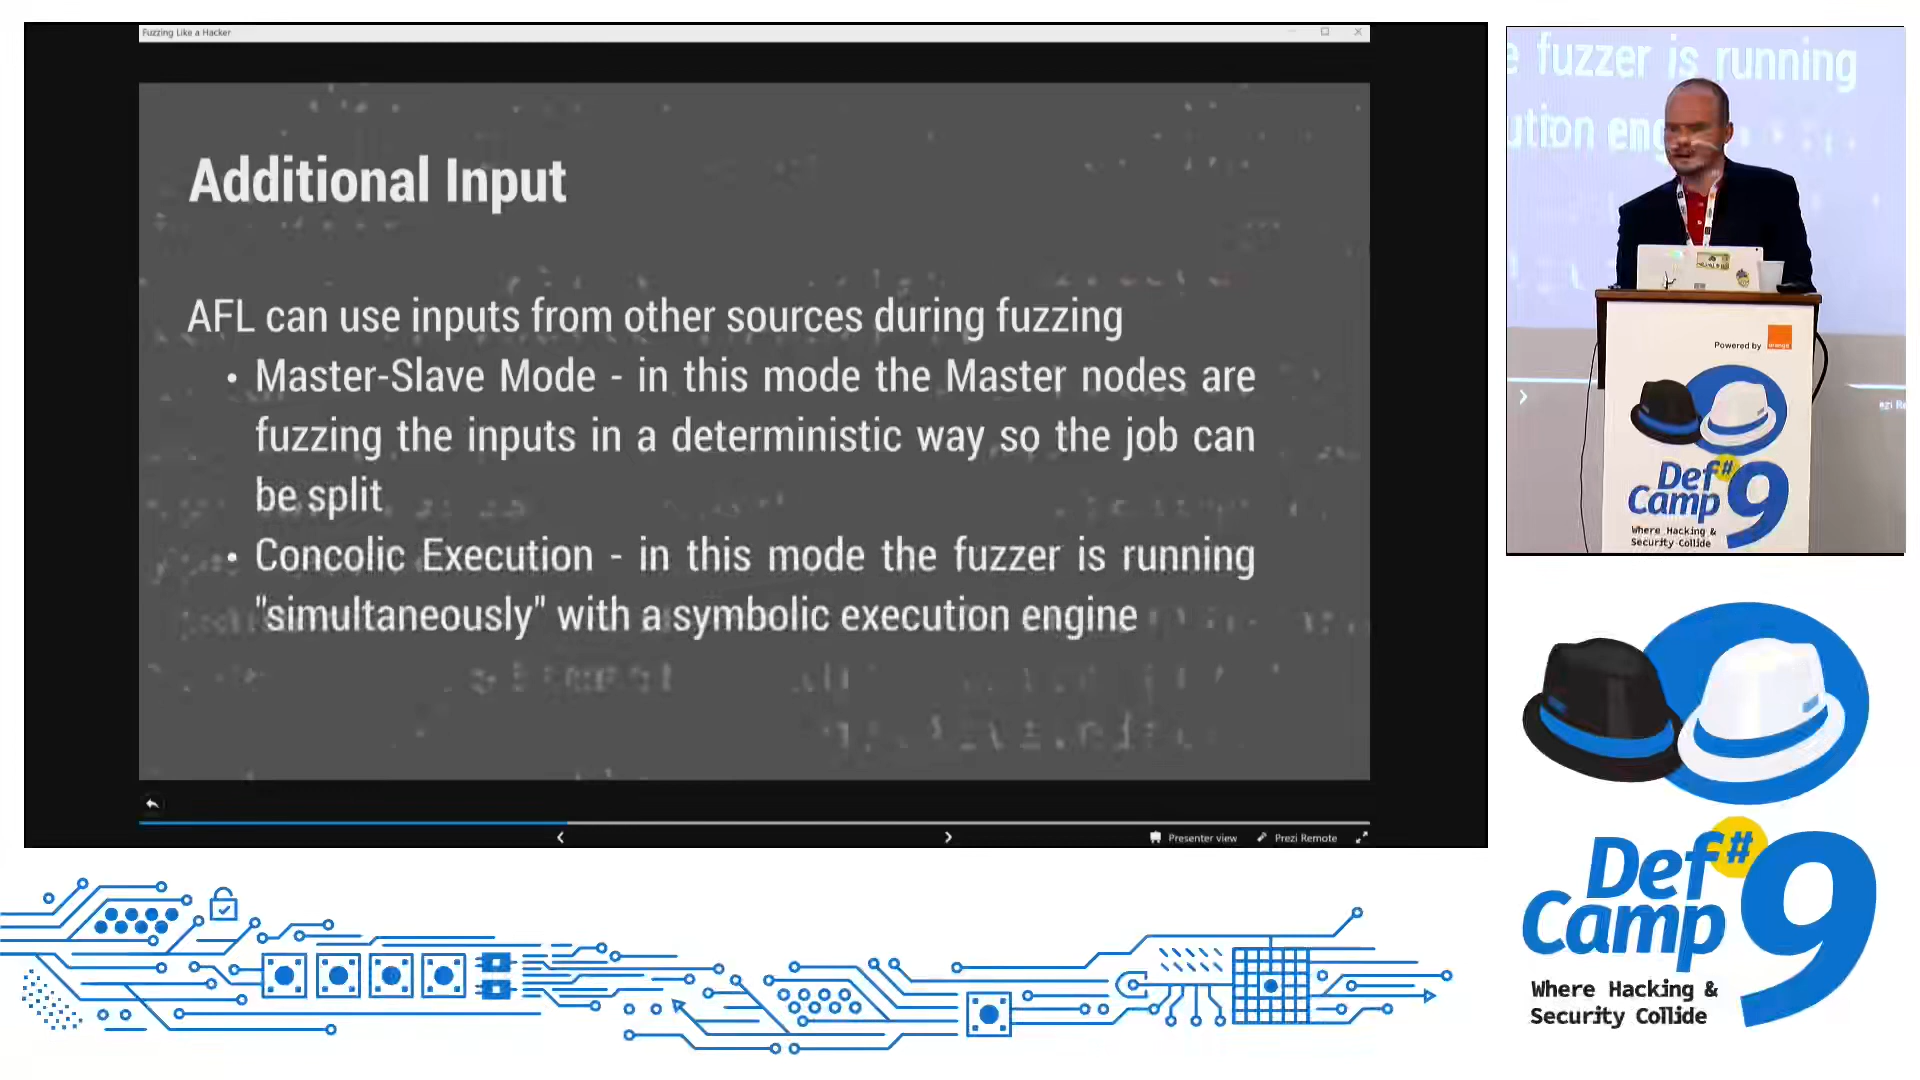 Fuzzing Like a Hacker
Additional Input
AFL can use inputs from other sources during fuzzing
• Master-Slave Mode - in this mode the Master nodes are
fuzzing the inputs in a deterministic way so the job can
be split
• Concolic Execution - in this mode the fuzzer is running
"simultaneously" with a symbolic execution engine
Presenter view
Prezi Remote
fuzzer is running
Powered by
orange
Def
#
Camp
9
Where Hacking &
Security Collide
Def
#
Camp
9
Where Hacking &
Security Collide